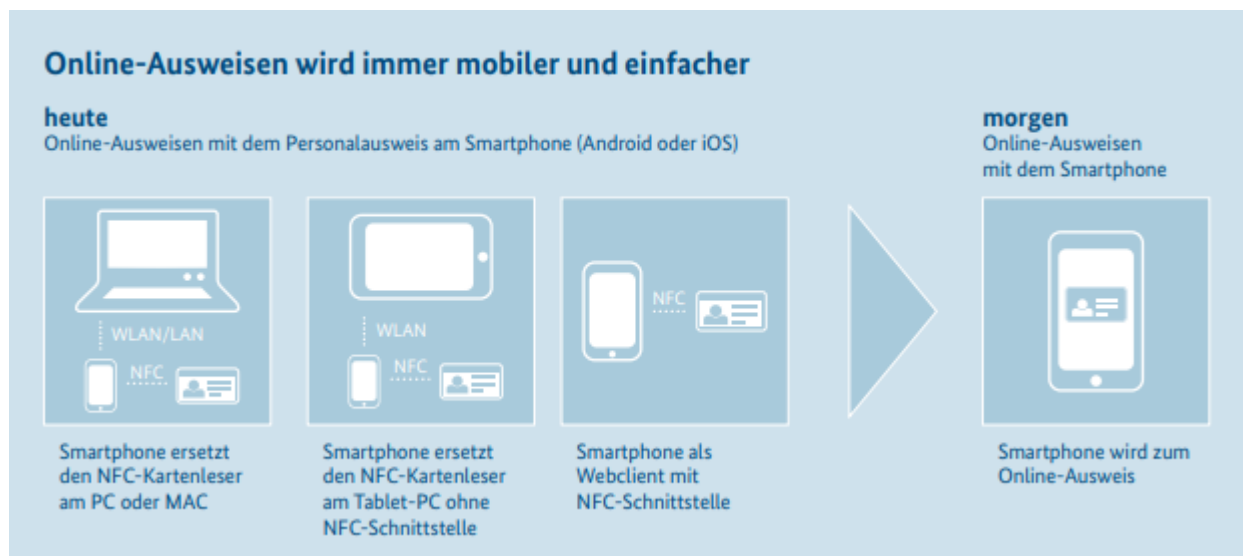 Online-Ausweisen wird immer mobiler und einfacher
heute
Online-Ausweisen mit dem Personalausweis am Smartphone (Android oder iOS)
morgen
Online-Ausweisen
mit dem Smartphone
WLAN/LAN
NFC
WLAN
NFC
NFC
Smartphone ersetzt
den NFC-Kartenleser
am PC oder MAC
Smartphone ersetzt
den NFC-Kartenleser
am Tablet-PC ohne
NFC-Schnittstelle
Smartphone als
Webclient mit
NFC-Schnittstelle
Smartphone wird zum
Online-Ausweis